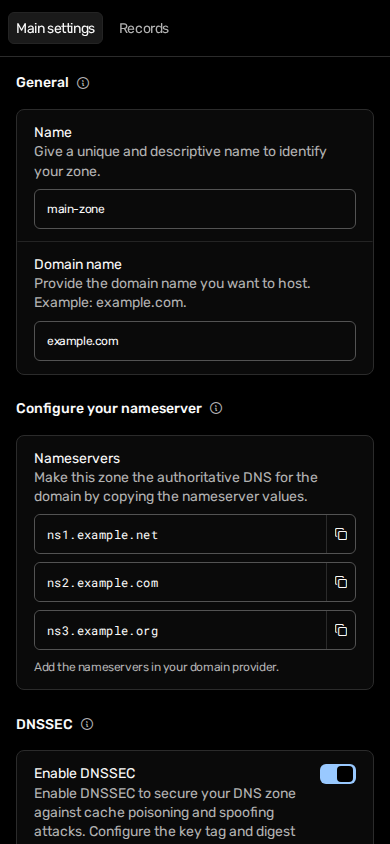 Main settings
Records
General
Name
Give a unique and descriptive name to identify
your zone.
main-zone
Domain name
Provide the domain name you want to host.
Example: example.com.
example.com
Configure your nameserver
Nameservers
Make this zone the authoritative DNS for the
domain by copying the nameserver values.
ns1.example.net
ns2.example.com
ns3.example.org
Add the nameservers in your domain provider.
DNSSEC
Enable DNSSEC
Enable DNSSEC to secure your DNS zone
against cache poisoning and spoofing
attacks. Configure the key tag and digest